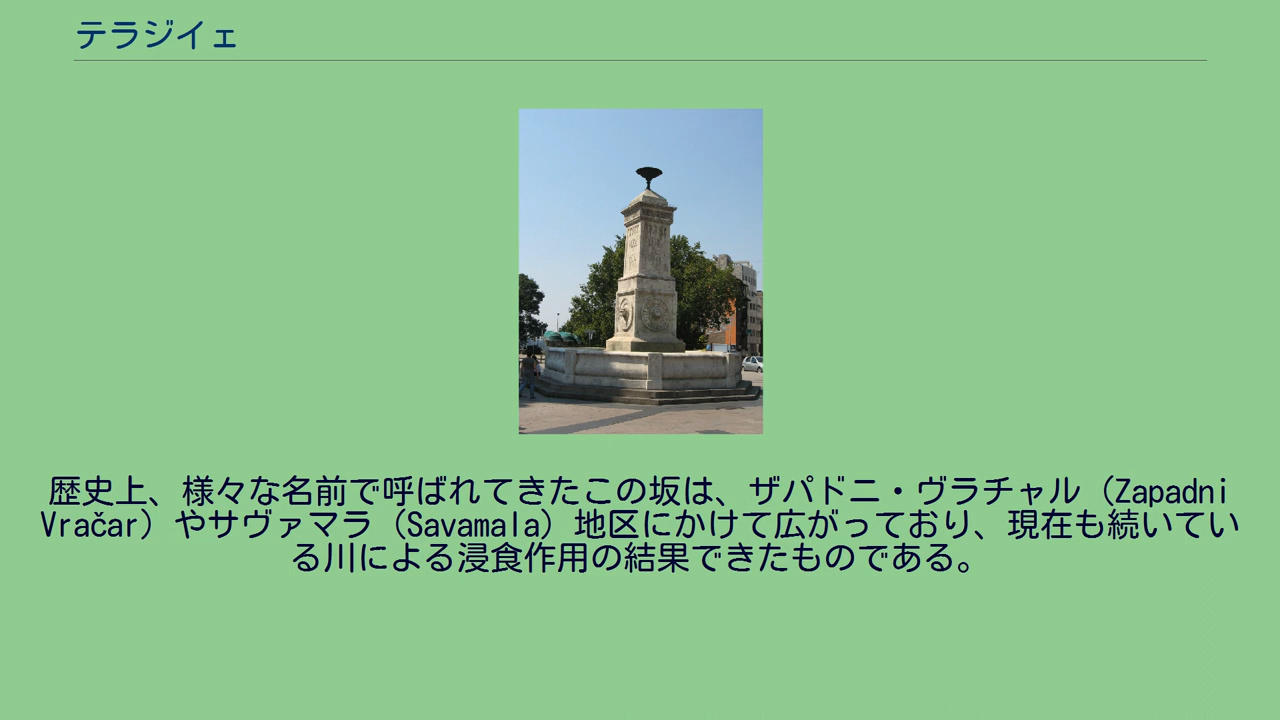 テラジイェ
歴史上、様々な名前で呼ばれてきたこの坂は、ザパドニ・ヴラチャル（Zapadni
Vračar）やサヴァマラ（Savamala）地区にかけて広がっており、現在も続いてい
る川による浸食作用の結果できたものである。